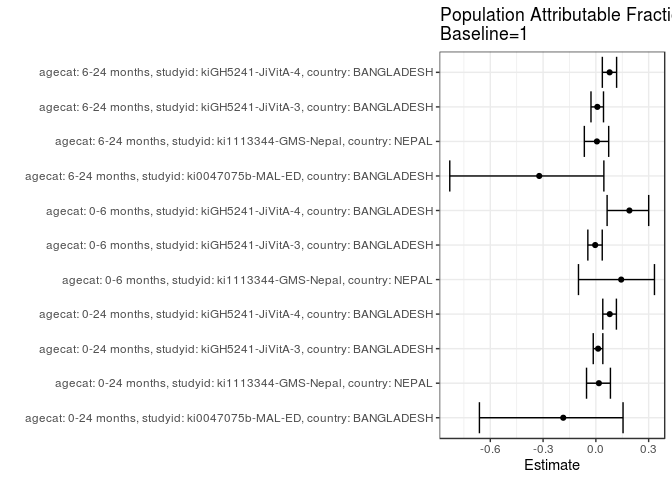 Population Attributable Fracti
Baseline=1
agecat: 6-24 months, studyid: kiGH5241-JiVitA-4, country: BANGLADESH
agecat: 6-24 months, studyid: kiGH5241-JiVitA-3, country: BANGLADESH
agecat: 6-24 months, studyid: ki1113344-GMS-Nepal, country: NEPAL
agecat: 6-24 months, studyid: ki0047075b-MAL-ED, country: BANGLADESH
agecat: 0-6 months, studyid: kiGH5241-JiVitA-4, country: BANGLADESH
agecat: 0-6 months, studyid: kiGH5241-JiVitA-3, country: BANGLADESH
agecat: 0-6 months, studyid: ki1113344-GMS-Nepal, country: NEPAL
agecat: 0-24 months, studyid: kiGH5241-JiVitA-4, country: BANGLADESH
agecat: 0-24 months, studyid: kiGH5241-JiVitA-3, country: BANGLADESH
agecat: 0-24 months, studyid: ki1113344-GMS-Nepal, country: NEPAL
agecat: 0-24 months, studyid: ki0047075b-MAL-ED, country: BANGLADESH
-0.6 -0.3 0.0 0.3
Estimate